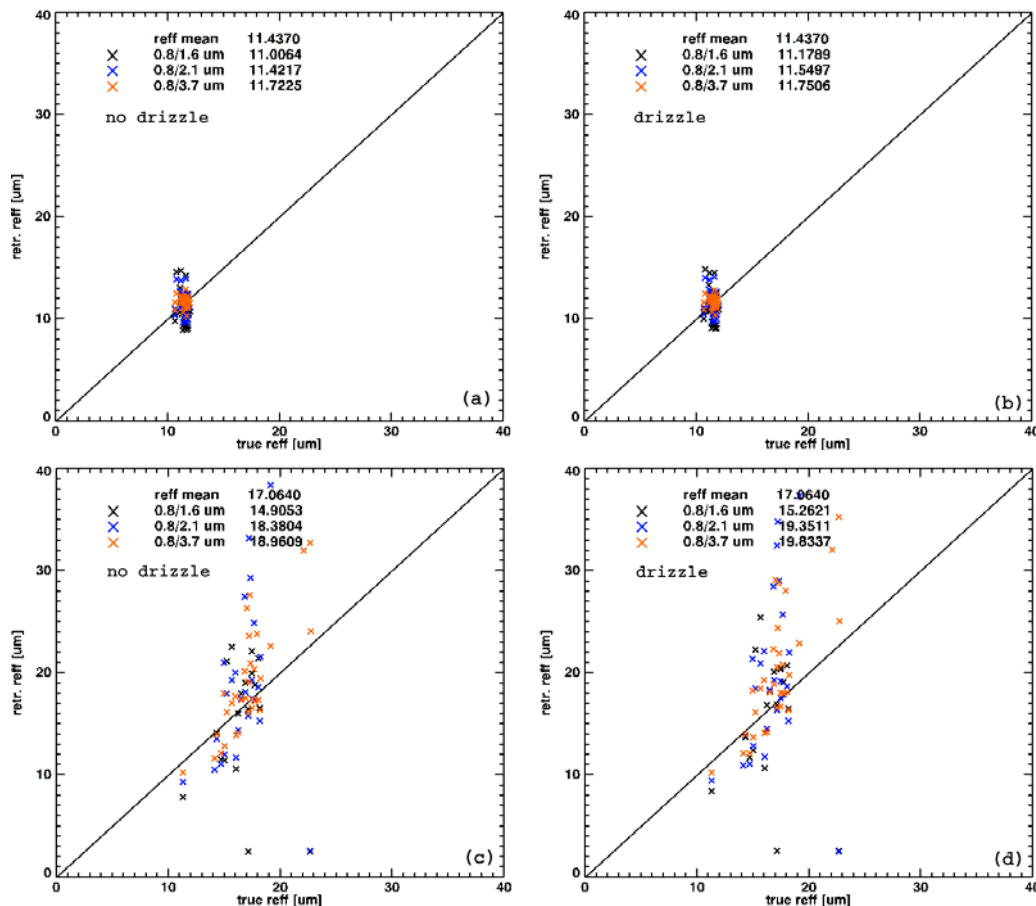 40
reff mean 11.4370
0.8/1.6 um 11.0064
0.8/2.1 um 11.4217
0.8/3.7 um 11.7225
no drizzle
30
retr. reff [um]
20
10
0
(a)
0 10 20 30 40
true reff [um]
40
reff mean 11.4370
0.8/1.6 um 11.1789
0.8/2.1 um 11.5497
0.8/3.7 um 11.7506
drizzle
30
retr. reff [um]
20
10
0
(b)
0 10 20 30 40
true reff [um]
40
reff mean 17.0640
0.8/1.6 um 14.9053
0.8/2.1 um 18.3804
0.8/3.7 um 18.9609
no drizzle
30
retr. reff [um]
20
10
0
(c)
0 10 20 30 40
true reff [um]
40
reff mean 17.0640
0.8/1.6 um 15.2621
0.8/2.1 um 19.3511
0.8/3.7 um 19.8337
drizzle
30
retr. reff [um]
20
10
0
(d)
0 10 20 30 40
true reff [um]